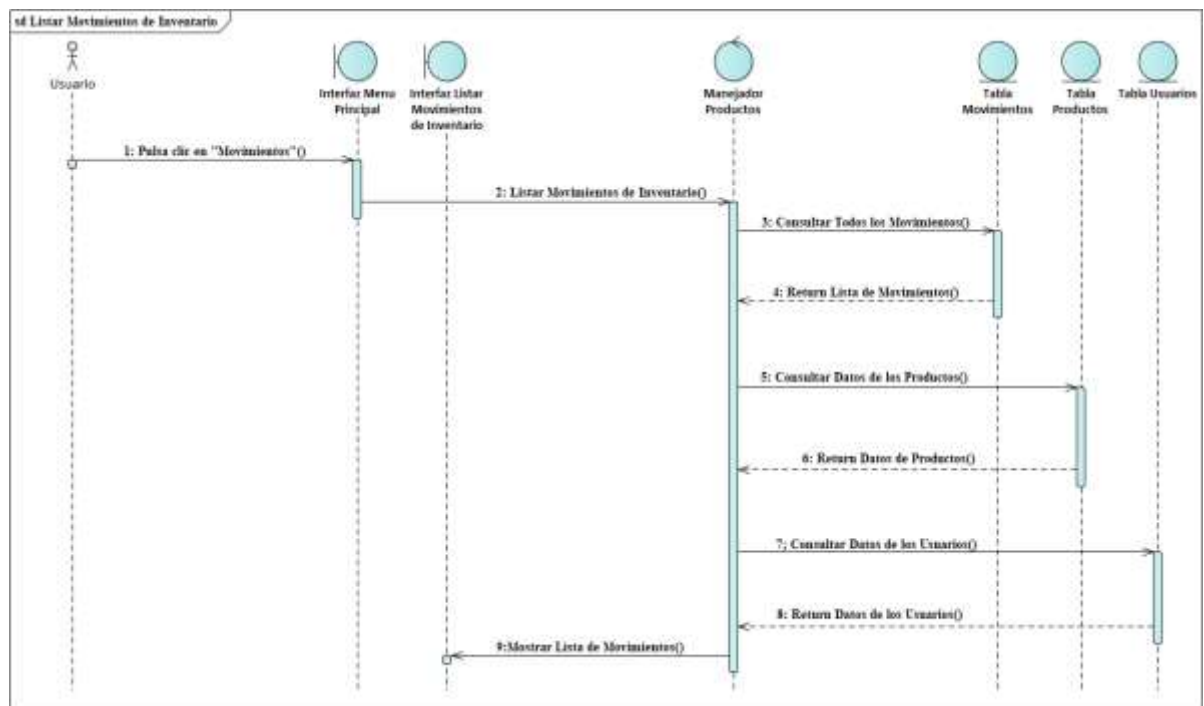 sd Listar Movimientos de Inventario
Usuario
Interfaz Menu
Principal
Interfaz Listar
Movimientos
de Inventario
Manejador
Productos
Tabla
Movimientos
Tabla
Productos
Tabla Usuarios
1: Pulsa clic en "Movimientos"()
2: Listar Movimientos de Inventario()
3: Consultar Todos los Movimientos()
4: Return Lista de Movimientos()
5: Consultar Datos de los Productos()
6: Return Datos de Productos()
7; Consultar Datos de los Usuarios()
8: Return Datos de los Usuarios()
9:Mostrar Lista de Movimientos()